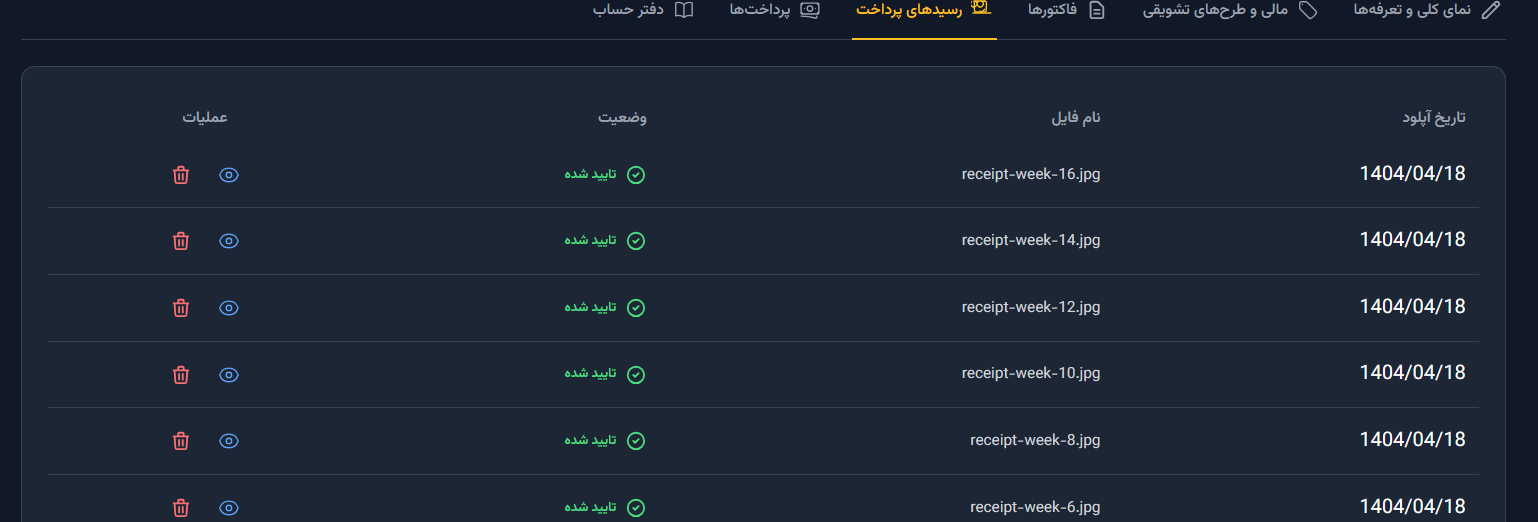 نمای کلی و تعرفه‌ها مالی و طرح‌های تشویقی فاکتورها رسیدهای پرداخت پرداخت‌ها دفتر حساب
تاریخ آپلود نام فایل وضعیت عملیات
1404/04/18 receipt-week-16.jpg تایید شده
1404/04/18 receipt-week-14.jpg تایید شده
1404/04/18 receipt-week-12.jpg تایید شده
1404/04/18 receipt-week-10.jpg تایید شده
1404/04/18 receipt-week-8.jpg تایید شده
1404/04/18 receipt-week-6.jpg تایید شده